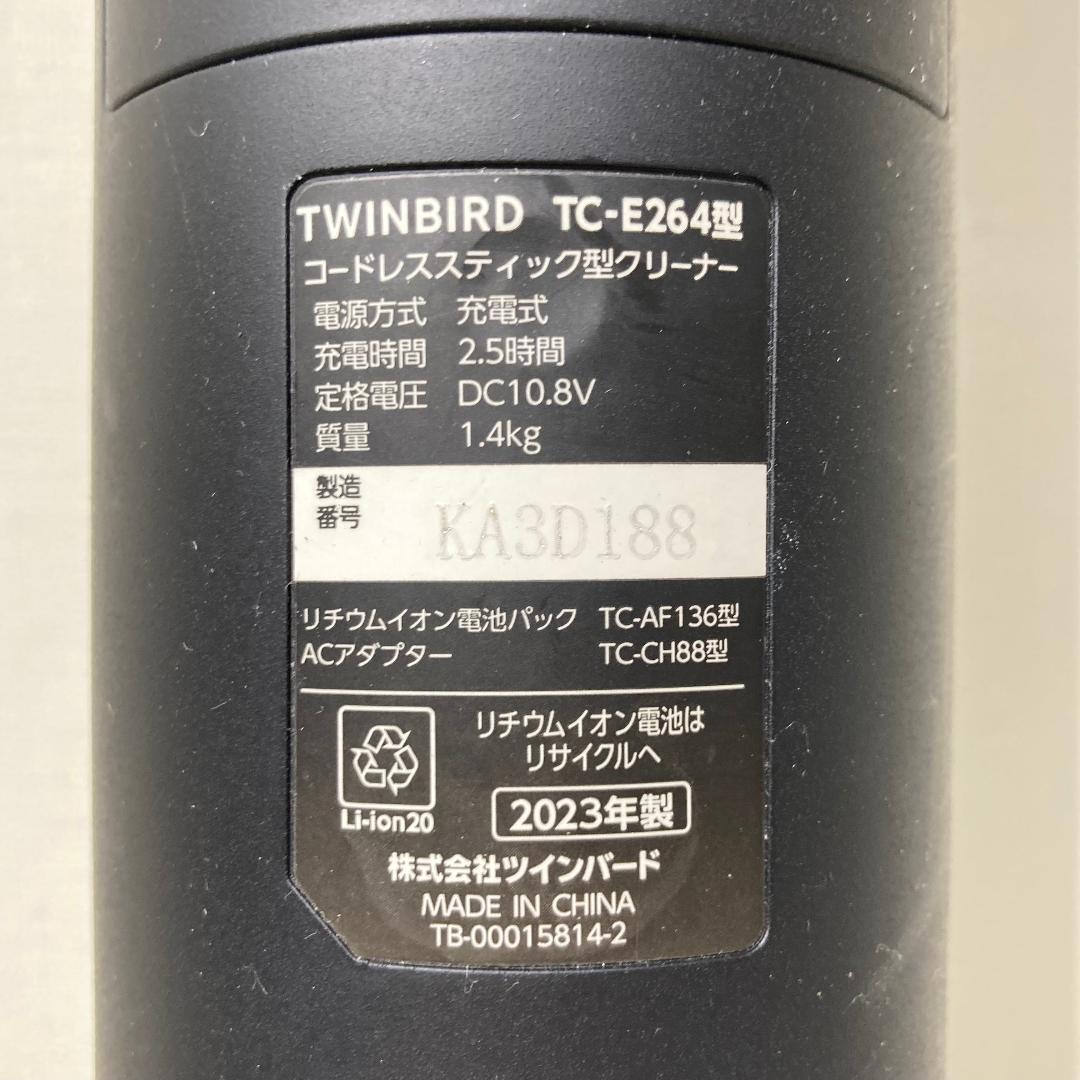 TWINBIRD TC-E264型
コードレススティック型クリーナー
電源方式 充電式
充電時間 2.5時間
定格電圧 DC10.8V
質量 1.4kg
製造
番号 KA3D188
リチウムイオン電池パック TC-AF136型
ACアダプター TC-CH88型
リチウムイオン電池は
リサイクルへ
Li-ion20
2023年製
株式会社ツインバード
MADE IN CHINA
TB-00015814-2